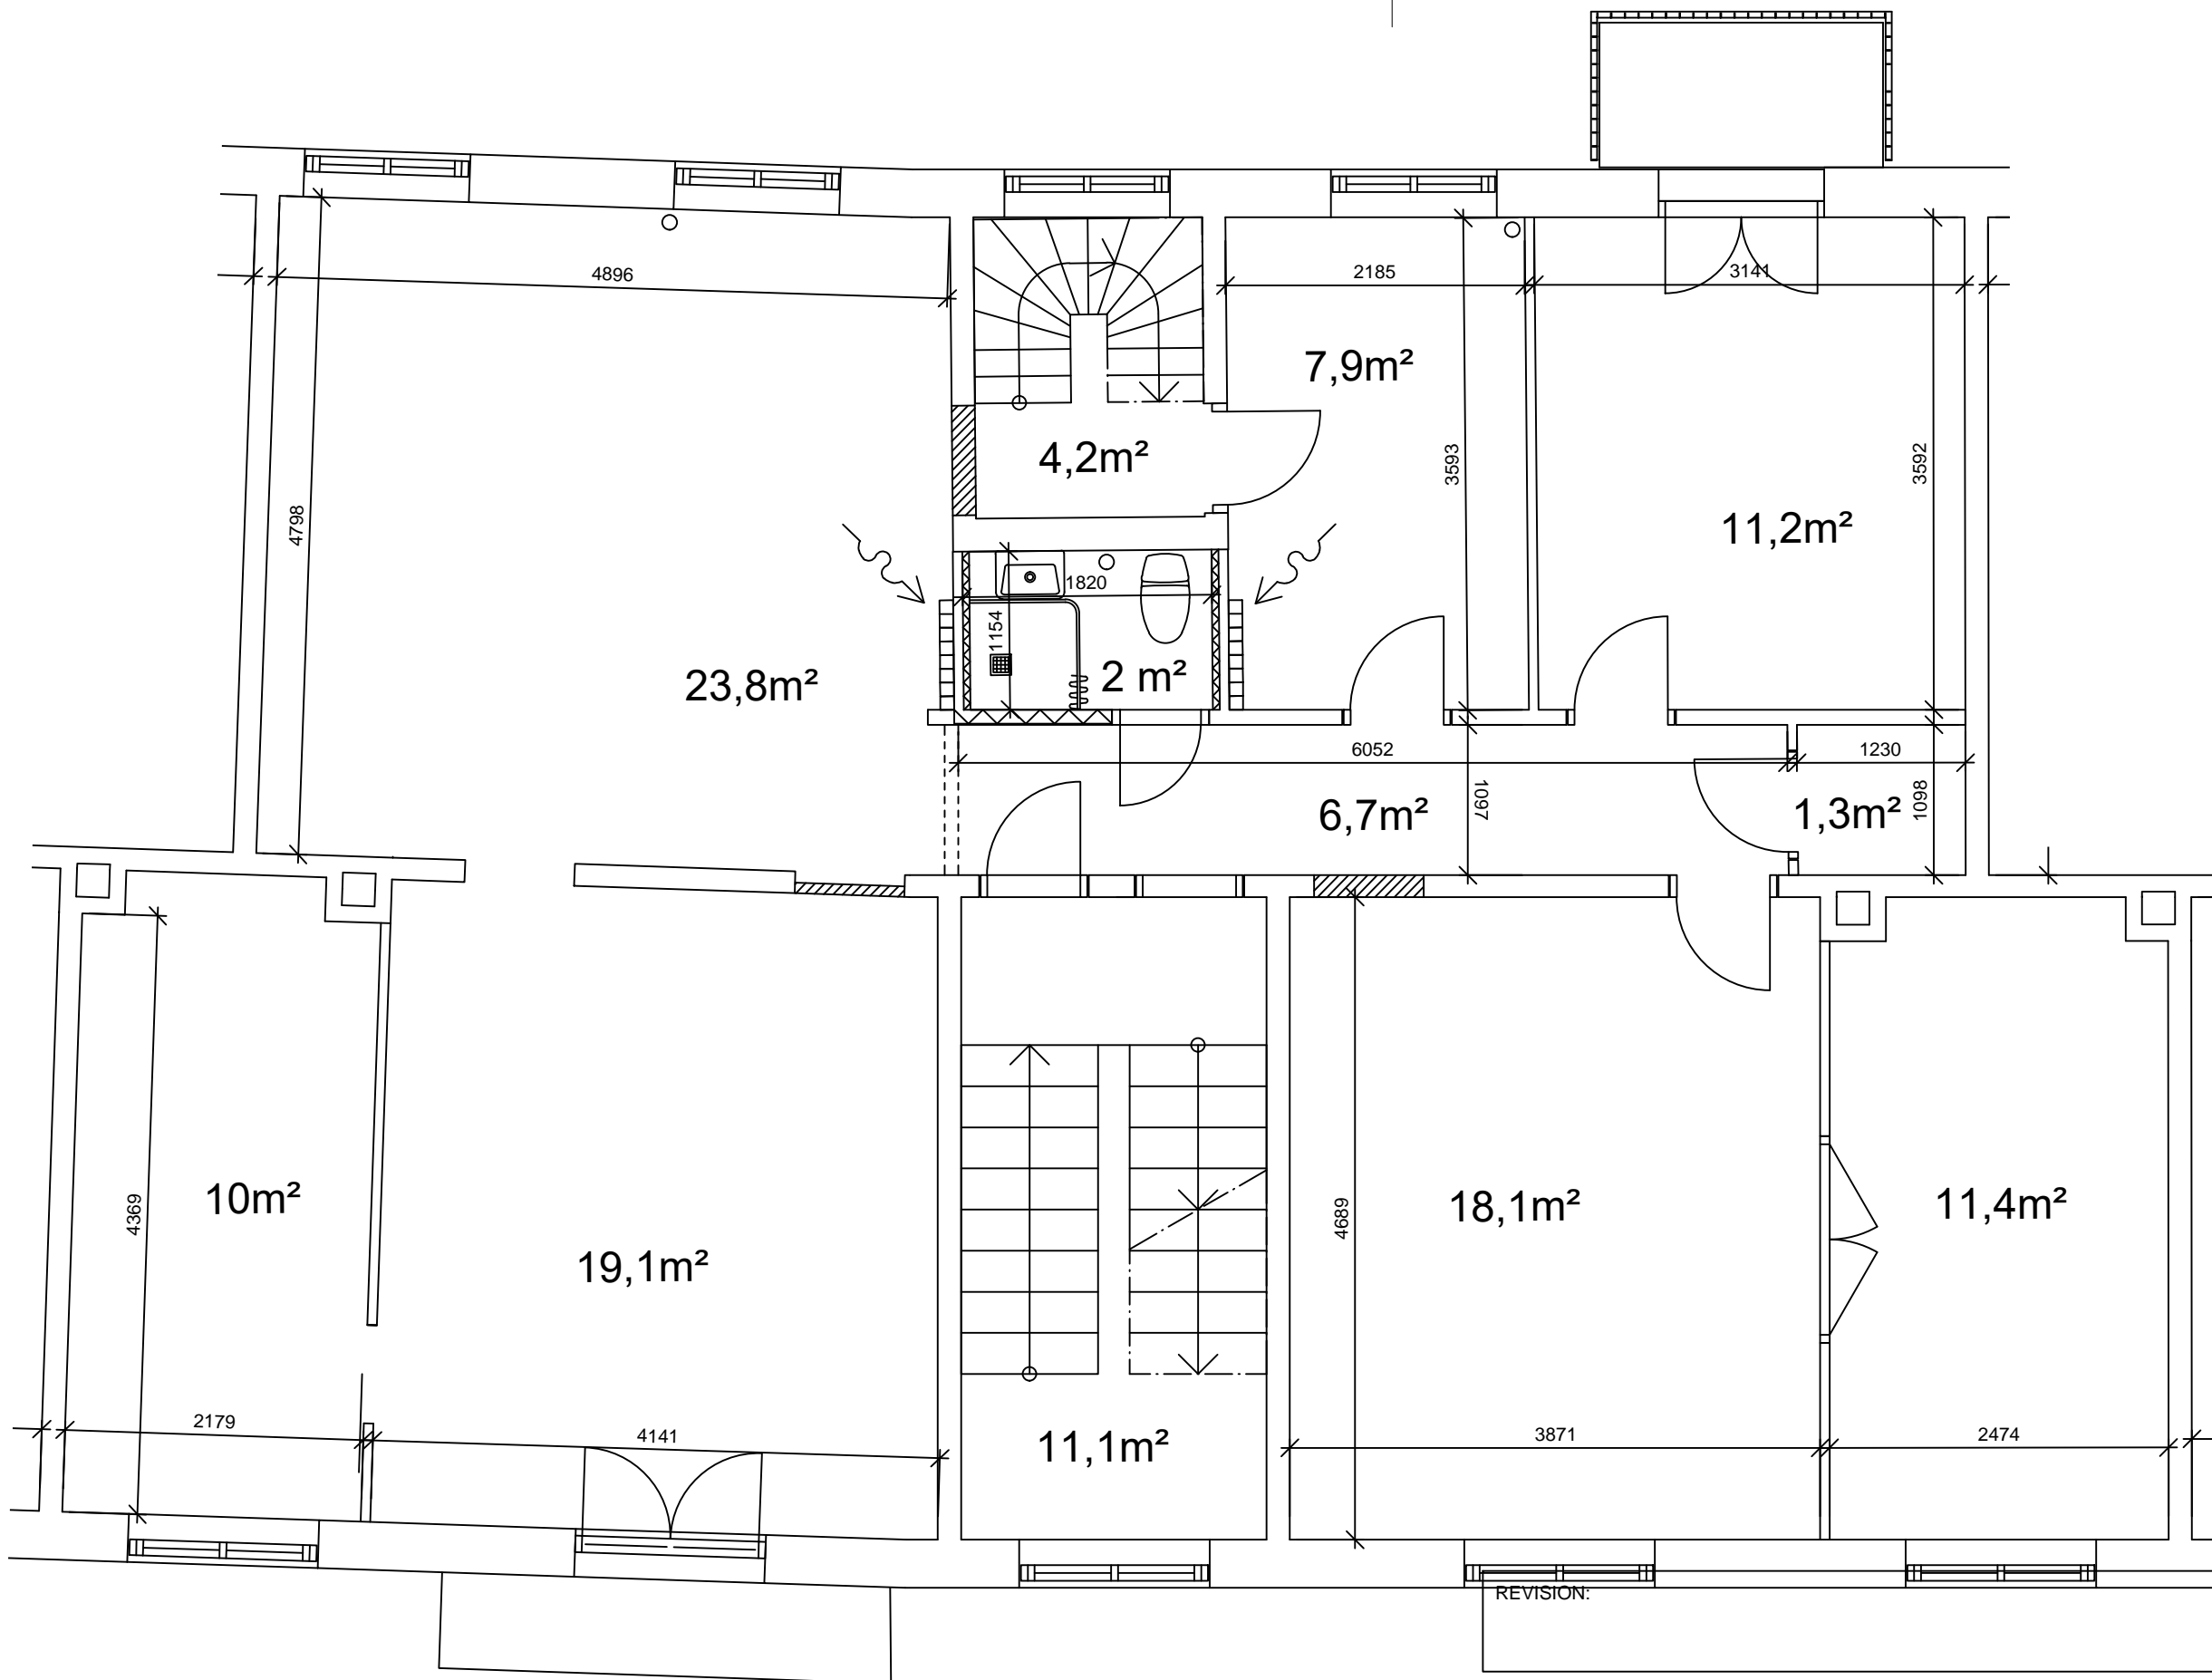 4896
2185
3141
7,9m²
4,2m²
3593
3592
4798
11,2m²
1820
1154
23,8m²
2 m²
6052
1230
6,7m²
1097
1,3m²
1098
4369
10m²
4689
18,1m²
11,4m²
19,1m²
2179
4141
11,1m²
3871
2474
REVISION: